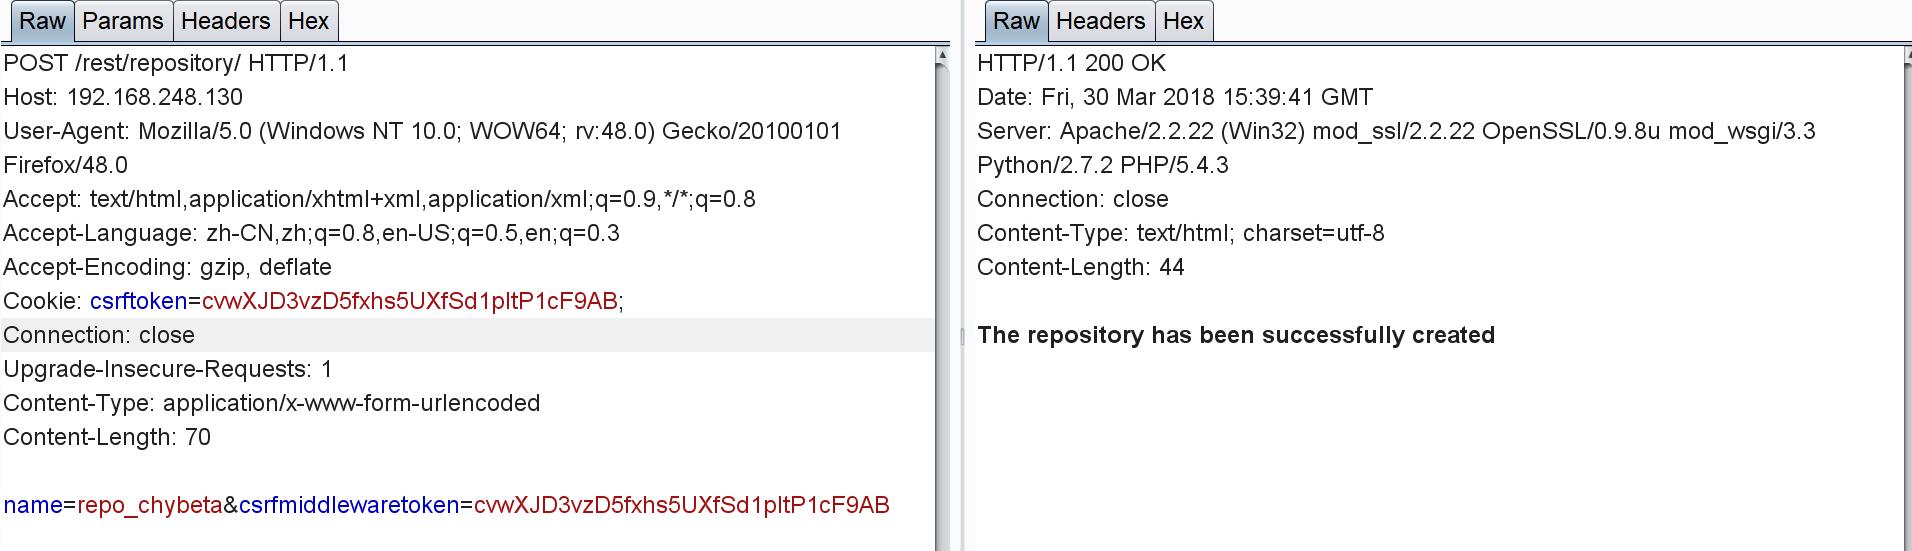 Raw Params Headers Hex
POST /rest/repository/ HTTP/1.1
Host: 192.168.248.130
User-Agent: Mozilla/5.0 (Windows NT 10.0; WOW64; rv:48.0) Gecko/20100101
Firefox/48.0
Accept: text/html,application/xhtml+xml,application/xml;q=0.9,*/*;q=0.8
Accept-Language: zh-CN,zh;q=0.8,en-US;q=0.5,en;q=0.3
Accept-Encoding: gzip, deflate
Cookie: csrftoken=cvwXJD3vzD5fxhs5UXfSd1pltP1cF9AB;
Connection: close
Upgrade-Insecure-Requests: 1
Content-Type: application/x-www-form-urlencoded
Content-Length: 70
name=repo_chybeta&csrfmiddlewaretoken=cvwXJD3vzD5fxhs5UXfSd1pltP1cF9AB
Raw Headers Hex
HTTP/1.1 200 OK
Date: Fri, 30 Mar 2018 15:39:41 GMT
Server: Apache/2.2.22 (Win32) mod_ssl/2.2.22 OpenSSL/0.9.8u mod_wsgi/3.3
Python/2.7.2 PHP/5.4.3
Connection: close
Content-Type: text/html; charset=utf-8
Content-Length: 44
The repository has been successfully created